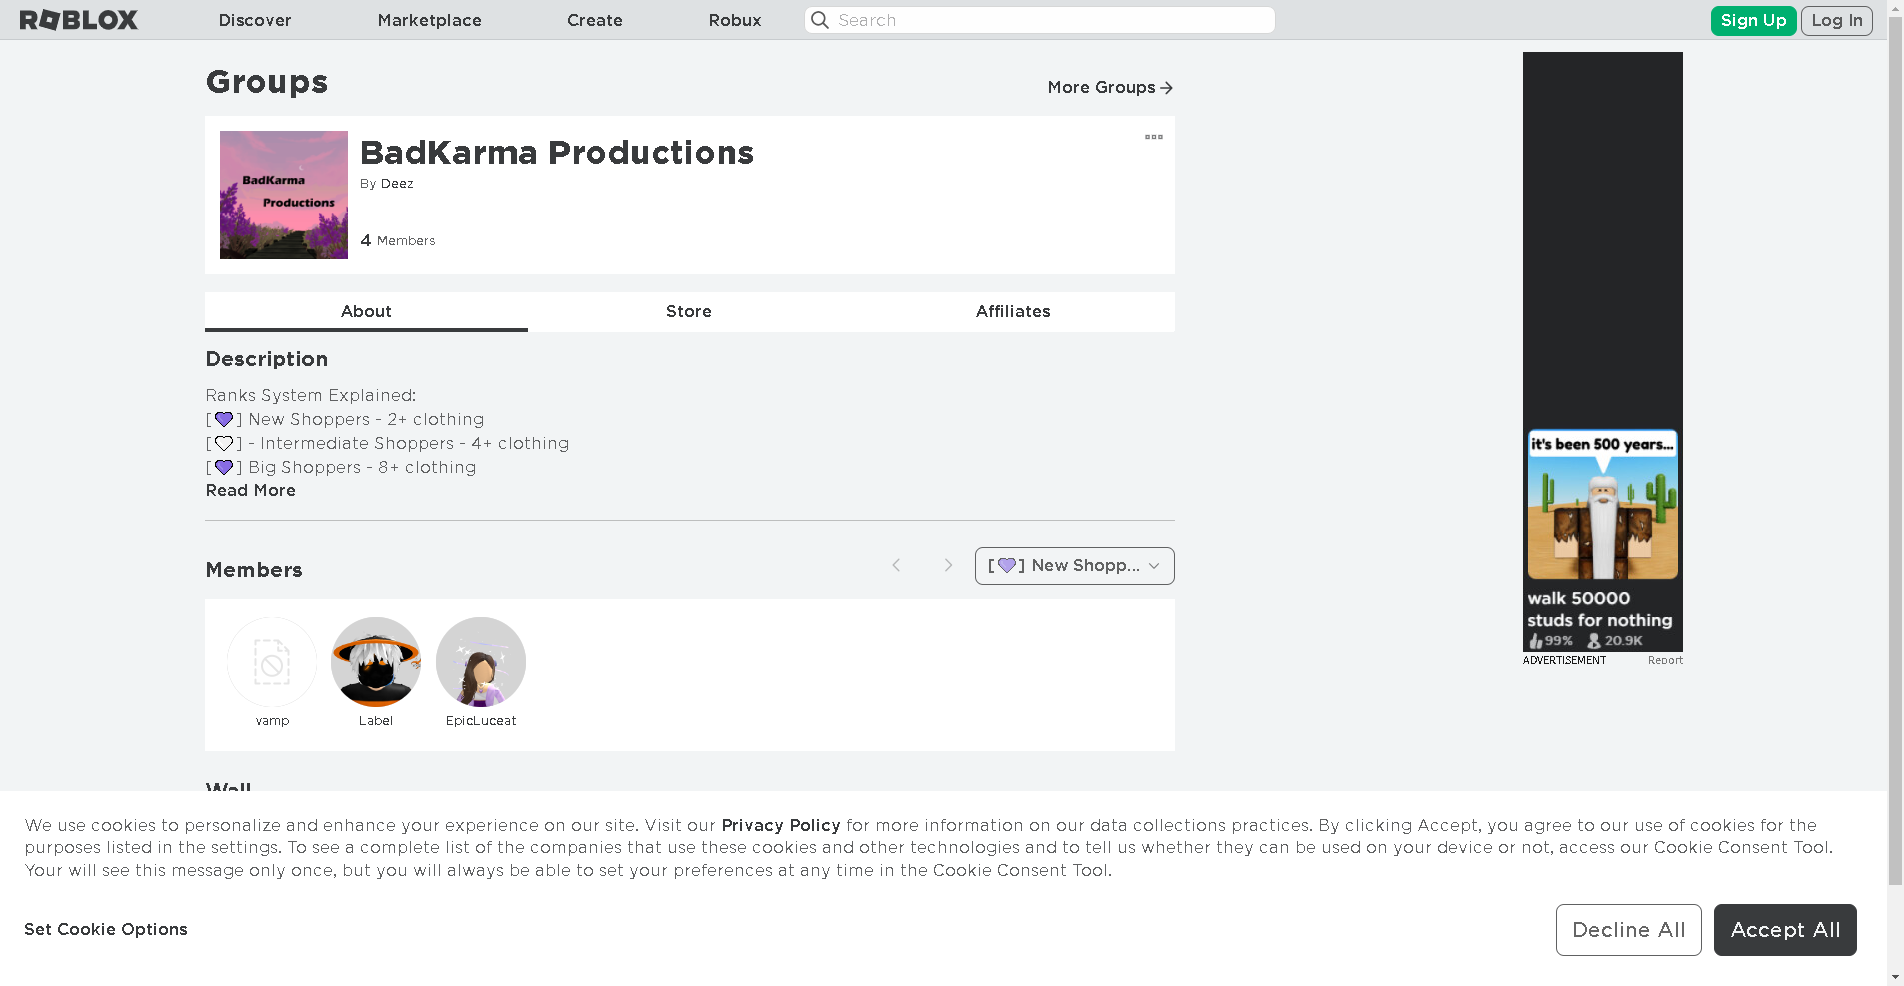 ROBLOX
Discover
Marketplace
Create
Robux
Search
Sign Up
Log In
Groups
More Groups
BadKarma
Productions
BadKarma Productions
By Deez
4 Members
About
Store
Affiliates
Description
Ranks System Explained:
[💜] New Shoppers - 2+ clothing
[🤍] - Intermediate Shoppers - 4+ clothing
[💜] Big Shoppers - 8+ clothing
Read More
Members
[💜] New Shopp...
vamp
Label
EpicLuceat
Wall
it's been 500 years...
walk 50000
studs for nothing
99% 20.9K
ADVERTISEMENT
Report
We use cookies to personalize and enhance your experience on our site. Visit our Privacy Policy for more information on our data collections practices. By clicking Accept, you agree to our use of cookies for the
purposes listed in the settings. To see a complete list of the companies that use these cookies and other technologies and to tell us whether they can be used on your device or not, access our Cookie Consent Tool.
Your will see this message only once, but you will always be able to set your preferences at any time in the Cookie Consent Tool.
Set Cookie Options
Decline All
Accept All